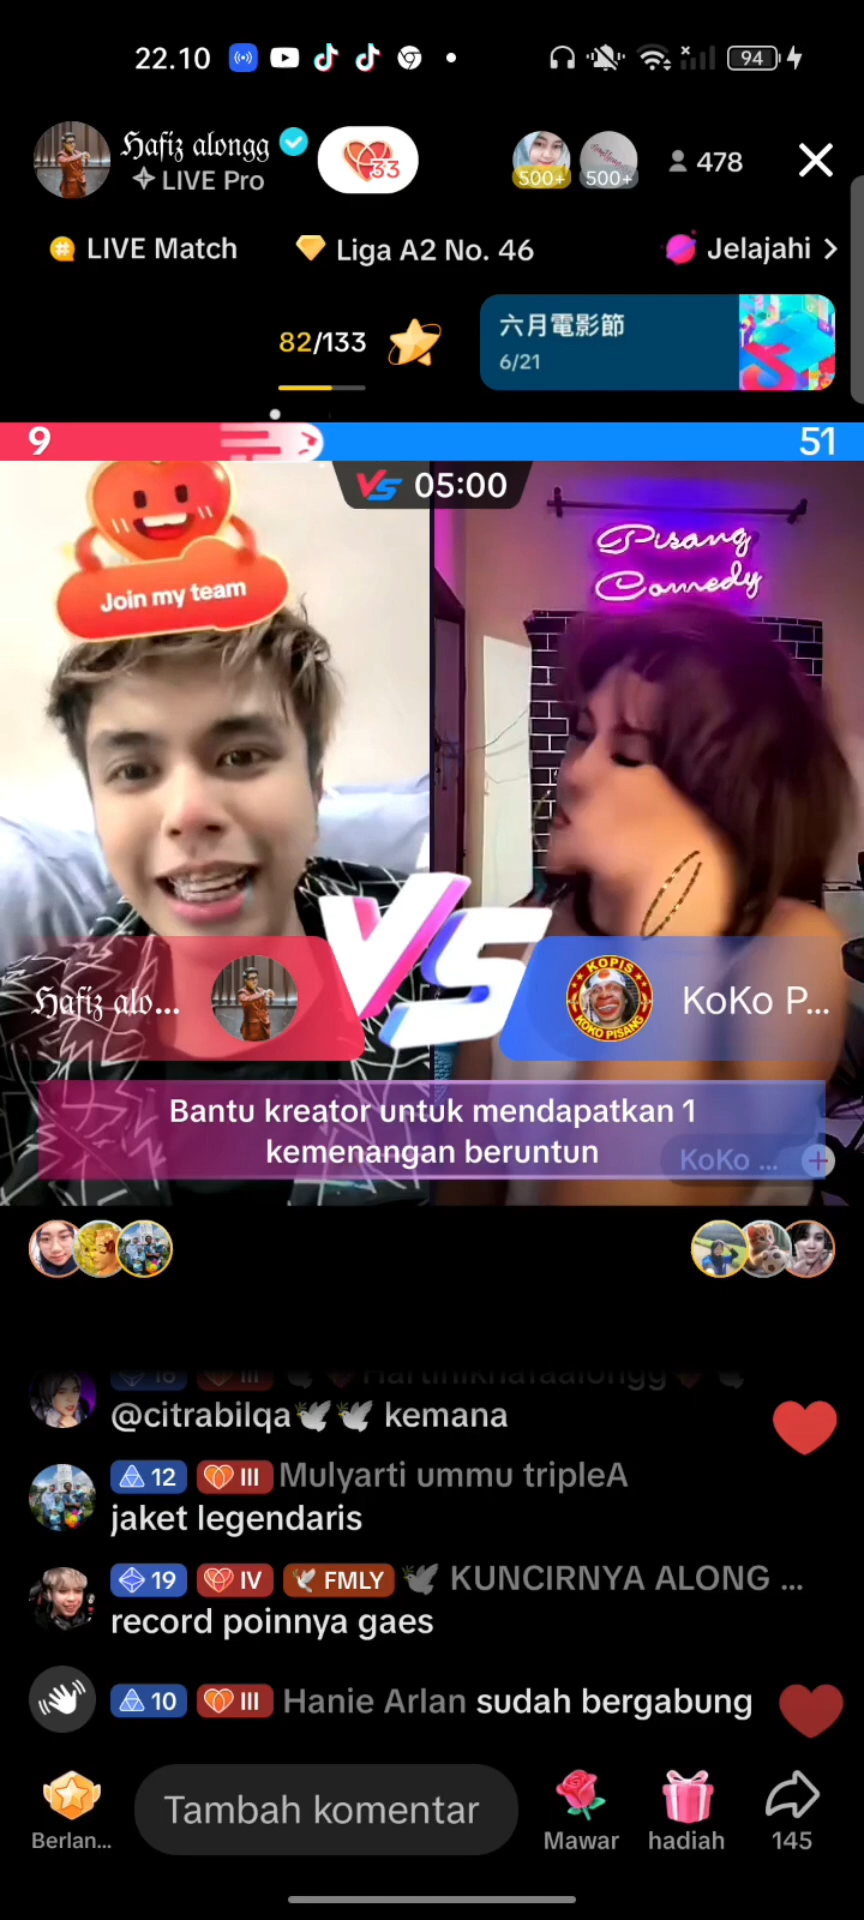 22.10
94
Hafiz alongg
LIVE Pro
33
500+
500+
478
LIVE Match
Liga A2 No. 46
Jelajahi
82/133
六月電影節
6/21
9
51
VS 05:00
Pisang
Comedy
Join my team
VS
Hafiz alo...
KOPIS
KOKO PISANG
KoKo P...
Bantu kreator untuk mendapatkan 1
kemenangan beruntun
KoKo ...
@citrabilqa🕊🕊 kemana
12 III Mulyarti ummu tripleA
jaket legendaris
19 IV FMLY 🕊 KUNCIRNYA ALONG ...
record poinnya gaes
10 III Hanie Arlan sudah bergabung
Berlan...
Tambah komentar
Mawar
hadiah
145